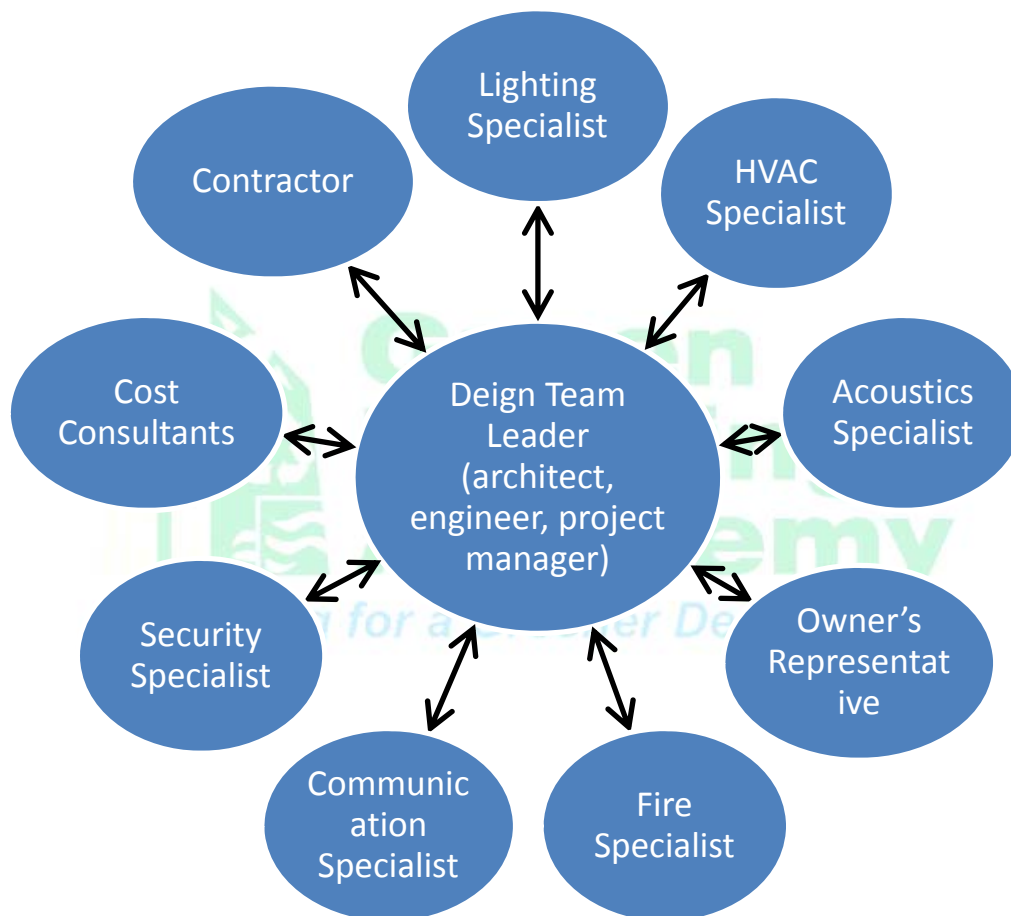 Lighting
Specialist
HVAC
Specialist
Contractor
Acoustics
Specialist
Cost
Consultants
Deign Team
Leader
(architect,
engineer, project
manager)
Owner's
Representat
ive
Security
Specialist
Communic
ation
Specialist
Fire
Specialist
for a